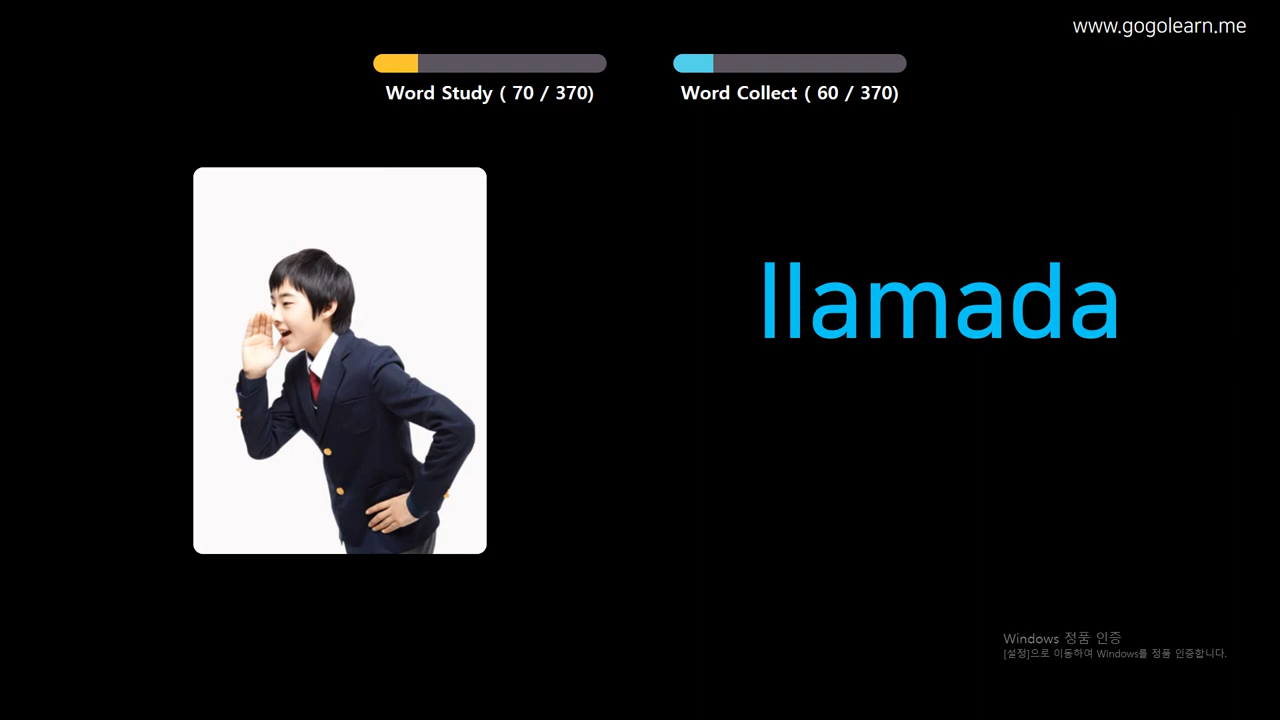 www.gogolearn.me
Word Study ( 70 / 370)
Word Collect ( 60 / 370)
llamada
Windows 정품 인증
[설정]으로 이동하여 Windows를 정품 인증합니다.